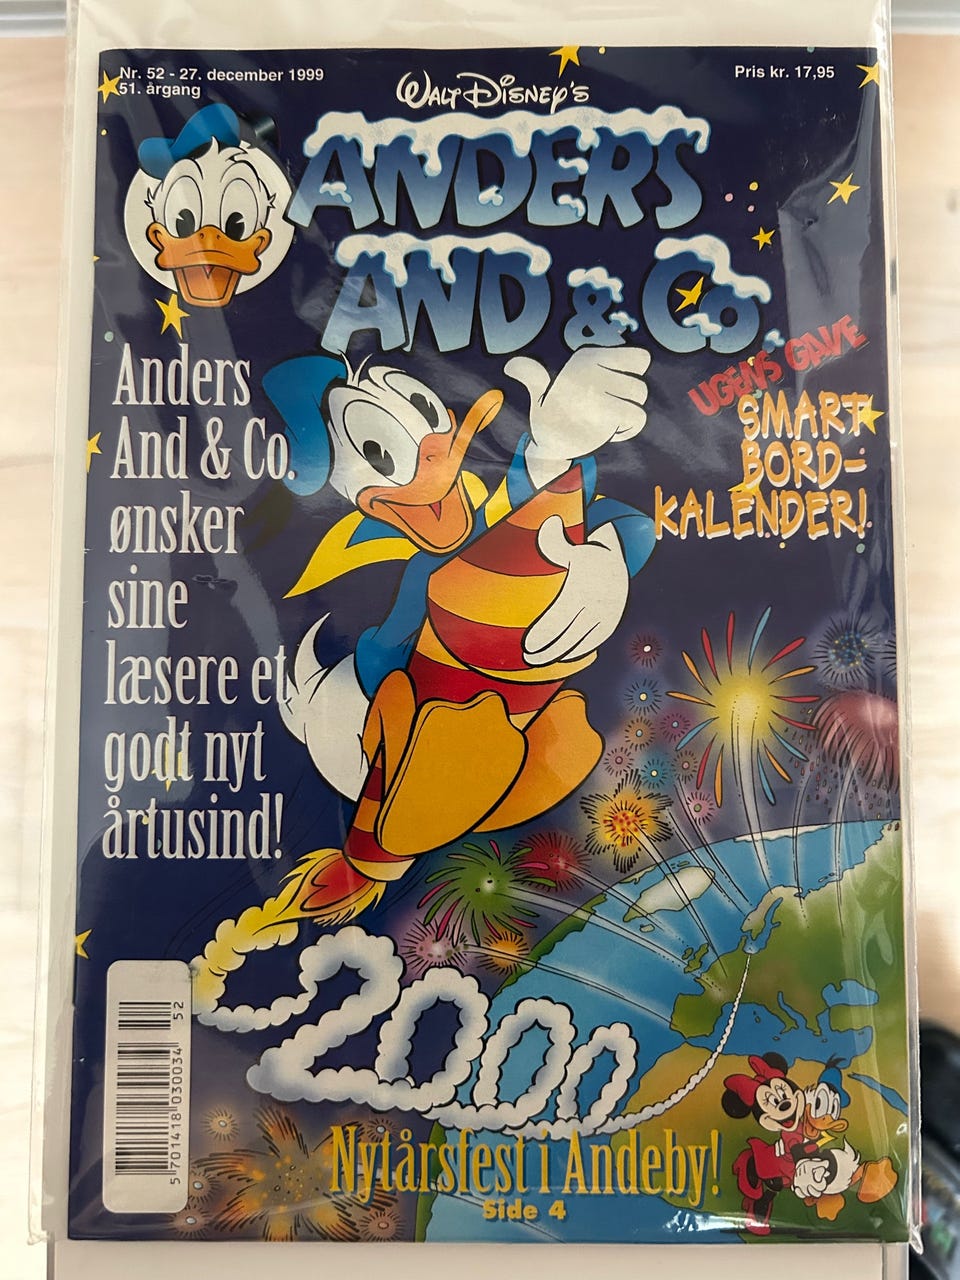 Nr. 52 - 27. december 1999
51. årgang
Pris kr. 17,95
WALT DISNEY'S
ANDERS
AND & Co.
UGENS GAVE
SMART
BORD-
KALENDER!
Anders
And & Co.
ønsker
sine
læsere et
godt nyt
årtusind!
2000
52
5 701418 030034
Nytårsfest i Andeby!
Side 4